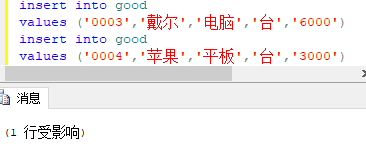 insert into good
values ('0003','戴尔','电脑','台','6000')
insert into good
values ('0004','苹果','平板','台','3000')
消息
(1 行受影响)